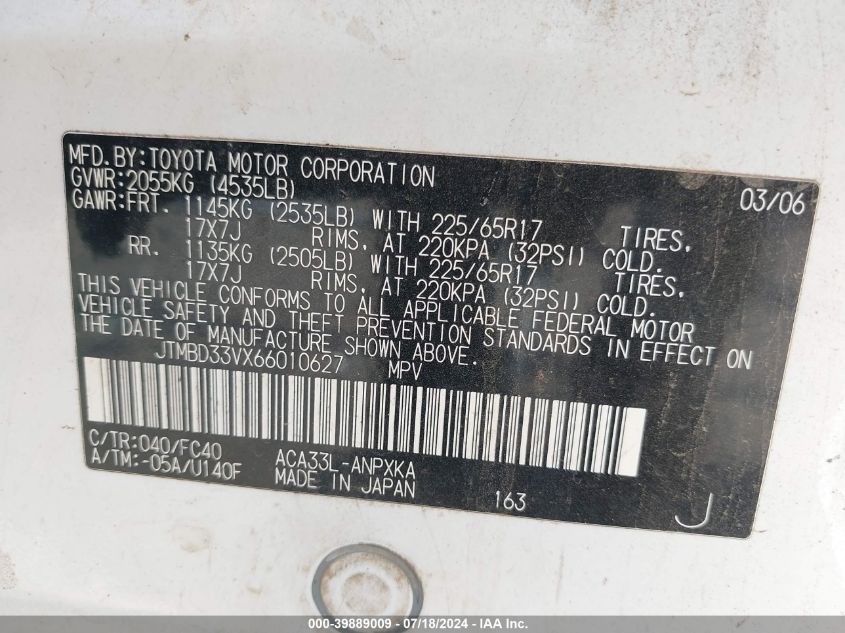 MFD.BY:TOYOTA MOTOR CORPORATION 03/06
GVWR:2055KG (4535LB)
GAWR:FRT. 1145KG (2535LB) WITH 225/65R17 TIRES,
17X7J RIMS, AT 220KPA (32PSI) COLD.
RR. 1135KG (2505LB) WITH 225/65R17 TIRES,
17X7J RIMS, AT 220KPA (32PSI) COLD.
THIS VEHICLE CONFORMS TO ALL APPLICABLE FEDERAL MOTOR
VEHICLE SAFETY AND THEFT PREVENTION STANDARDS IN EFFECT ON
THE DATE OF MANUFACTURE SHOWN ABOVE.
JTMBD33VX66010627 MPV
C/TR:040/FC40 ACA33L-ANPXKA
A/TM:-05A/U140F MADE IN JAPAN 163 J
000-39889009 - 07/18/2024 - IAA Inc.